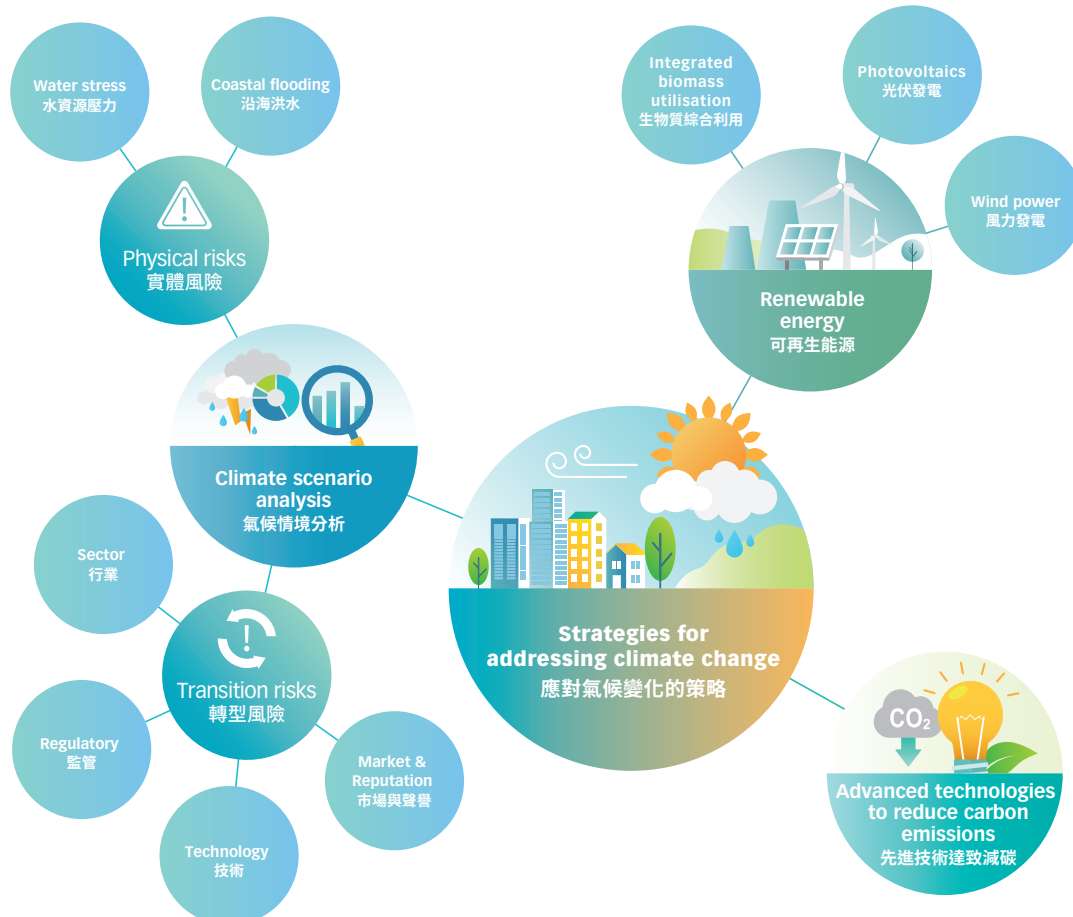 Water stress
水資源壓力
Coastal flooding
沿海洪水
Physical risks
實體風險
Climate scenario
analysis
氣候情境分析
Sector
行業
Transition risks
轉型風險
Regulatory
監管
Technology
技術
Market &
Reputation
市場與聲譽
Integrated
biomass
utilisation
生物質綜合利用
Photovoltaics
光伏發電
Wind power
風力發電
Renewable
energy
可再生能源
Strategies for
addressing climate change
應對氣候變化的策略
CO₂
Advanced technologies
to reduce carbon
emissions
先進技術達致減碳